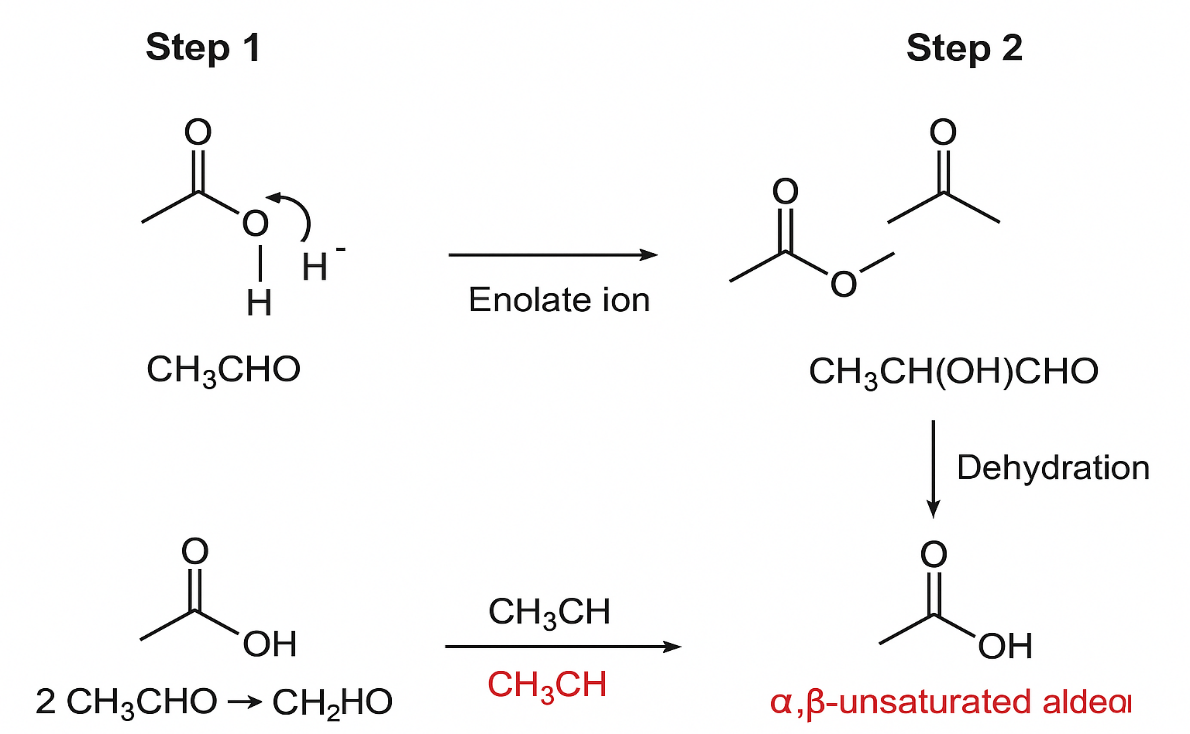 Step 1
Step 2
O
O
H
H⁻
CH₃CHO
Enolate ion
O
O
O
CH₃CH(OH)CHO
Dehydration
O
OH
2 CH₃CHO → CH₂HO
CH₃CH
CH₃CH
O
OH
α,β-unsaturated